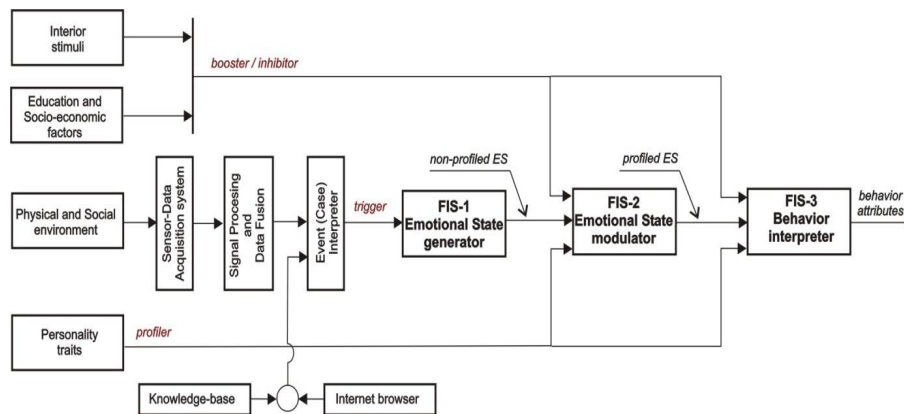 Interior
stimuli
booster / inhibitor
Education and
Socio-economic
factors
Physical and Social
environment
Sensor-Data
Acquisition system
Signal Procesing
and
Data Fusion
Event (Case)
Interpreter
trigger
FIS-1
Emotional State
generator
non-profiled ES
FIS-2
Emotional State
modulator
profiled ES
FIS-3
Behavior
interpreter
behavior
attributes
Personality
traits
profiler
Knowledge-base
Internet browser